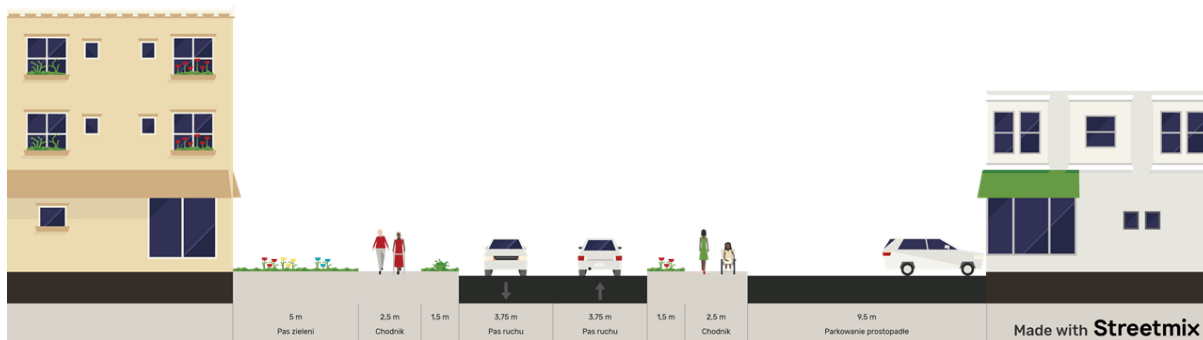 5 m
Pas zieleni
2,5 m
Chodnik
1,5 m
3,75 m
Pas ruchu
3,75 m
Pas ruchu
1,5 m
2,5 m
Chodnik
9,5 m
Parkowanie prostopadłe
Made with Streetmix